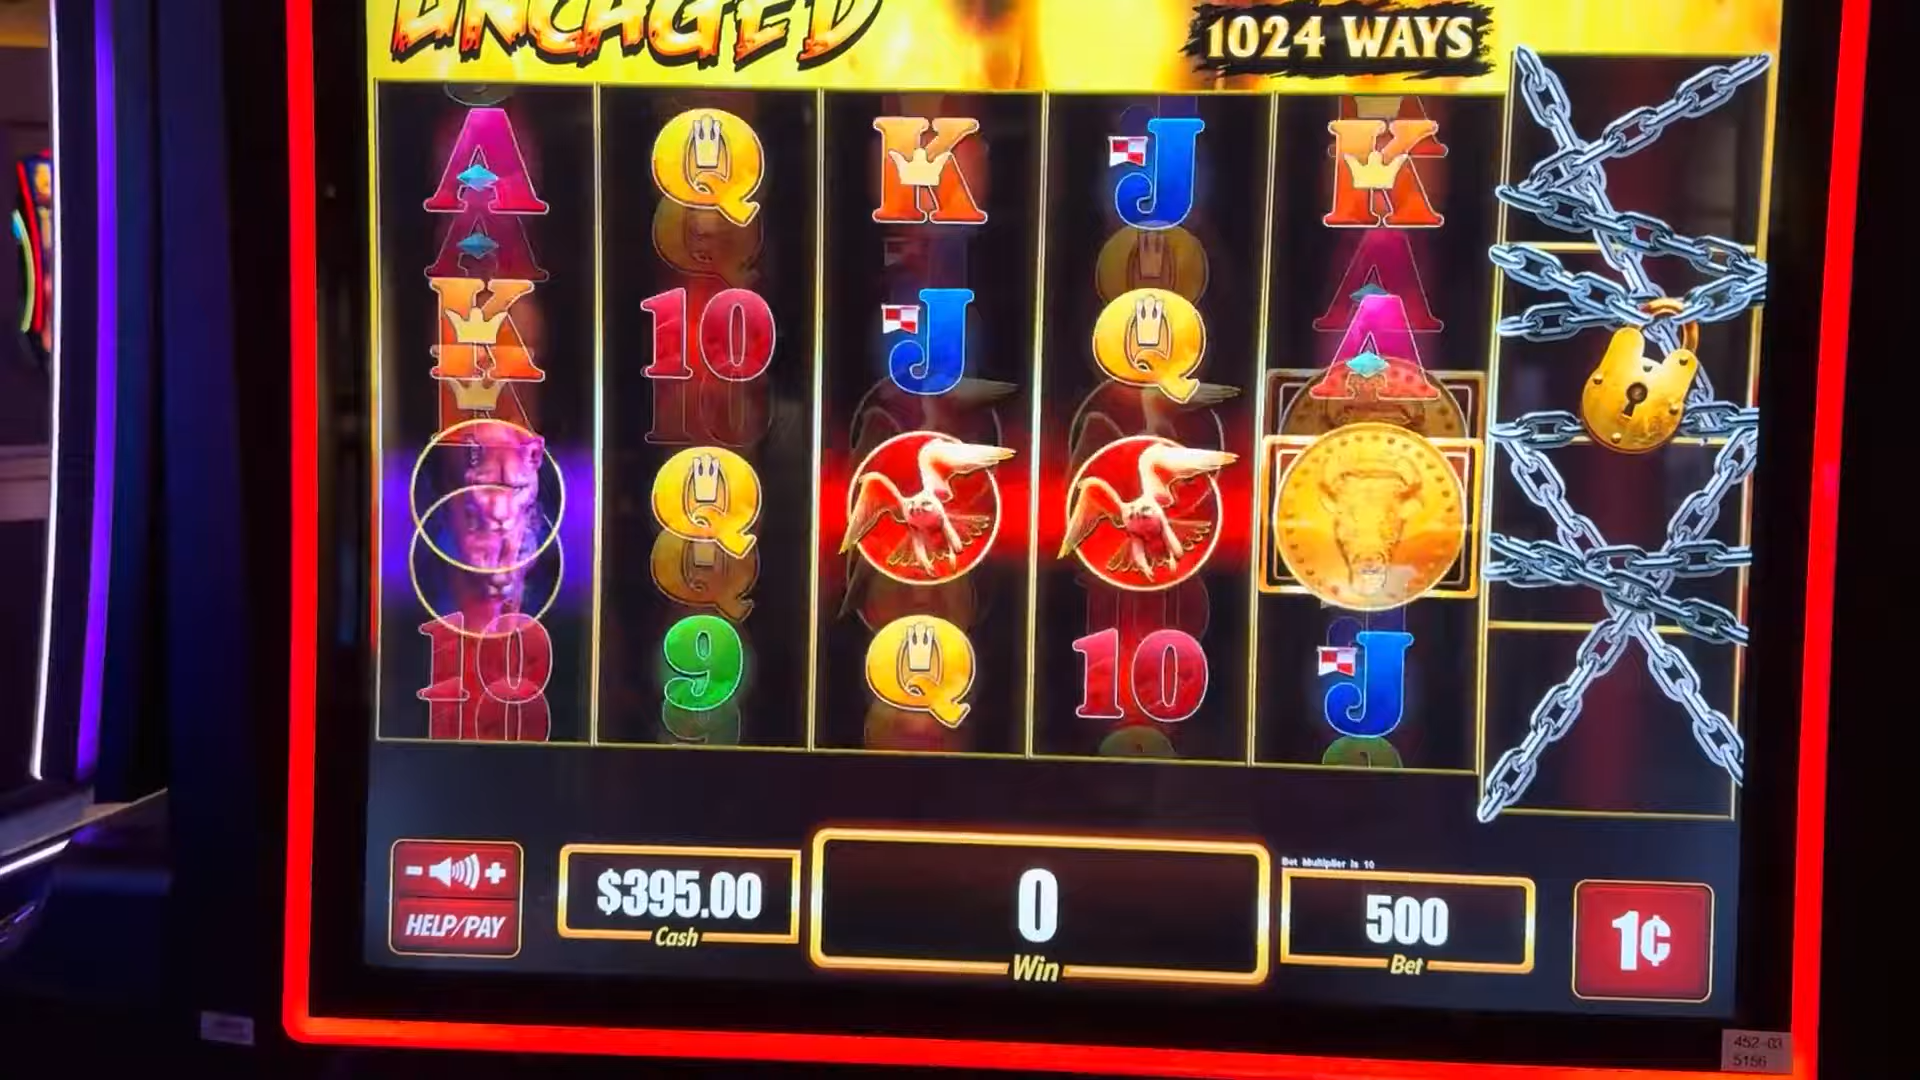 UNCAGED
1024 WAYS
A Q K J K
K 10 J Q A
Q
10 9 Q 10 J
- +
HELP/PAY
$395.00
Cash
0
Win
Bet Multiplier is 10
500
Bet
1¢
452-03
5156